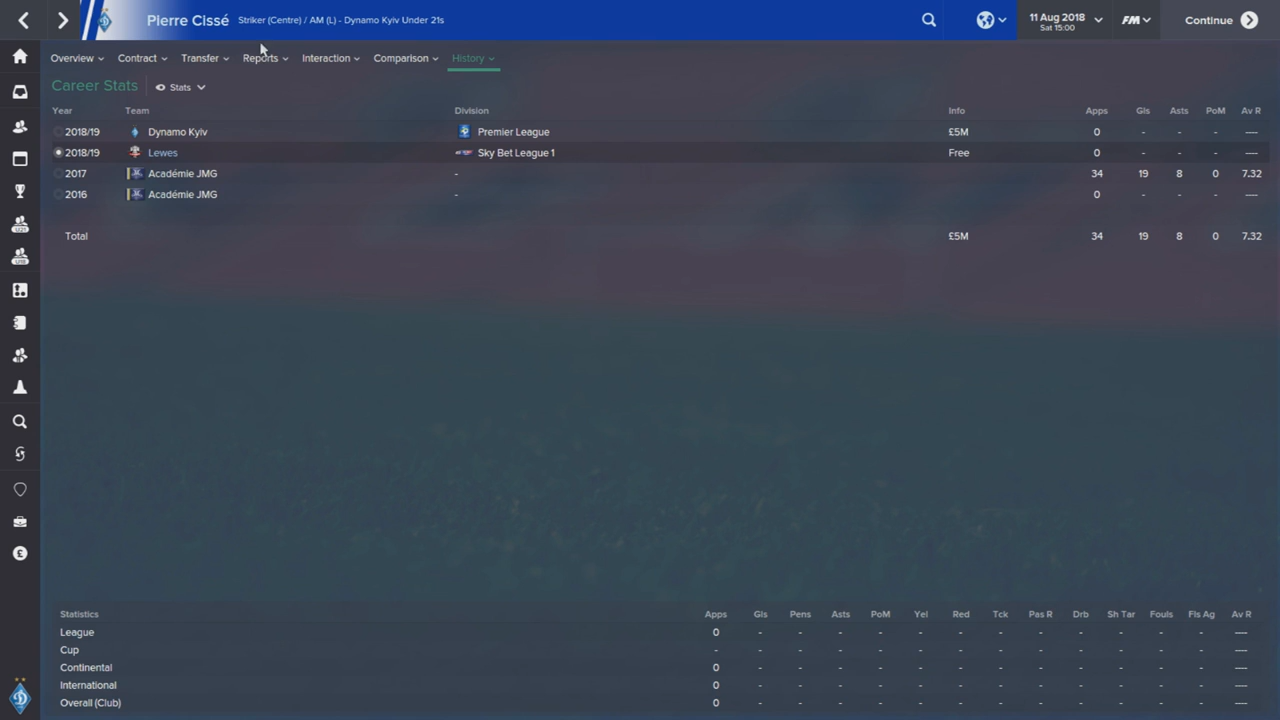 Pierre Cissé Striker (Centre) / AM (L) - Dynamo Kyiv Under 21s 11 Aug 2018 FM Continue
Sat 15:00
Overview Contract Transfer Reports Interaction Comparison History
Career Stats Stats
Year Team Division Info Apps Gls Asts PoM Av R
2018/19 Dynamo Kyiv Premier League £5M 0 - - - ---
2018/19 Lewes Sky Bet League 1 Free 0 - - - ---
2017 Académie JMG - 34 19 8 0 7.32
2016 Académie JMG - 0 - - - ---
Total £5M 34 19 8 0 7.32
Statistics Apps Gls Pens Asts PoM Yel Red Tck Pas R Drb Sh Tar Fouls Fls Ag Av R
League 0 - - - - - - - - - - - - ---
Cup - - - - - - - - - - - - - ---
Continental 0 - - - - - - - - - - - - ---
International 0 - - - - - - - - - - - - ---
Overall (Club) 0 - - - - - - - - - - - - ---